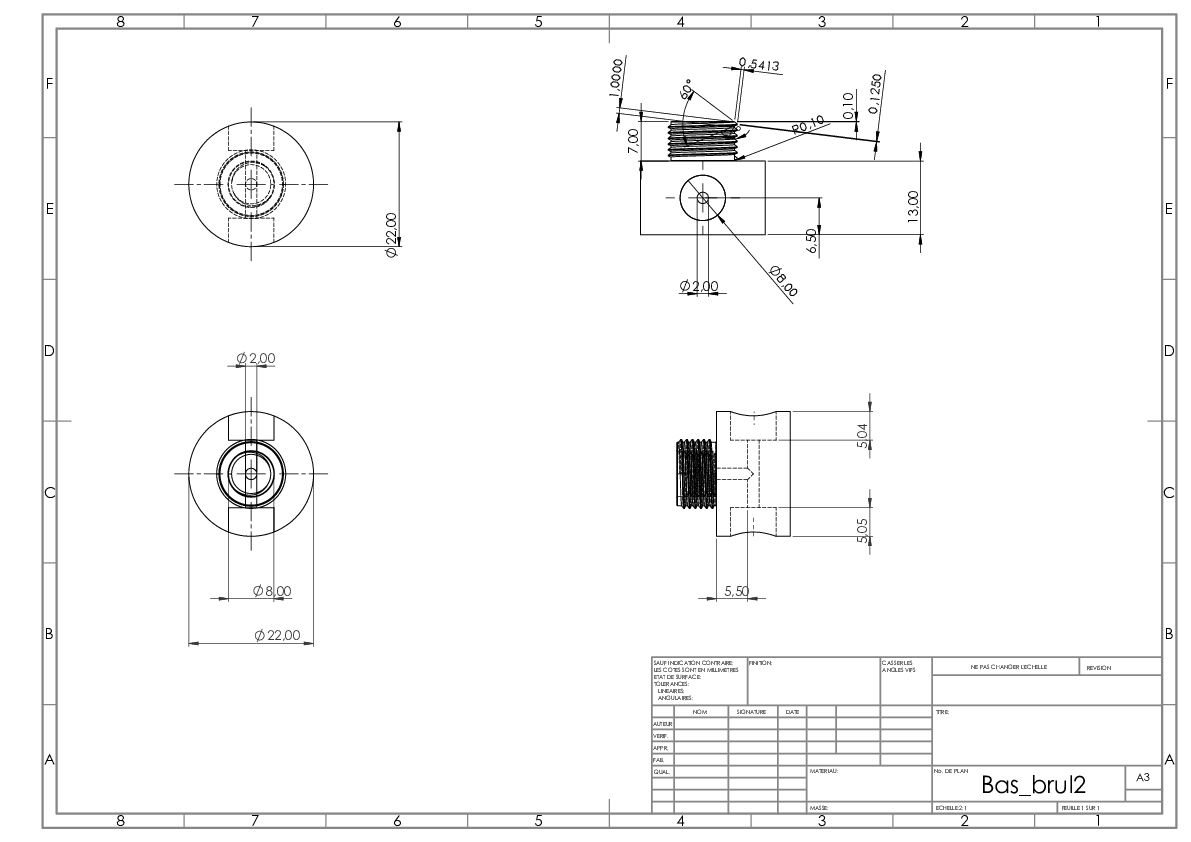 8 7 6 5 4 3 2 1
F F
E E
D D
C C
B B
A A
1,0000
0,5413
60°
0,10
0,1250
R0,10
7,00
13,00
6,50
Ø8,00
Ø2,00
Ø22,00
Ø2,00
Ø8,00
Ø22,00
5,04
5,05
5,50
SAUF INDICATION CONTRAIRE:
LES COTES SONT EN MILLIMETRES
ETAT DE SURFACE:
TOLERANCES:
LINEAIRES:
ANGULAIRES:
FINITION:
CASSER LES
ANGLES VIFS
NE PAS CHANGER L'ECHELLE
REVISION
NOM SIGNATURE DATE
TITRE:
AUTEUR
VERIF.
APPR.
FAB.
QUAL.
MATERIAU:
No. DE PLAN
Bas_brul2
A3
MASSE:
ECHELLE:2:1
FEUILLE 1 SUR 1
8 7 6 5 4 3 2 1